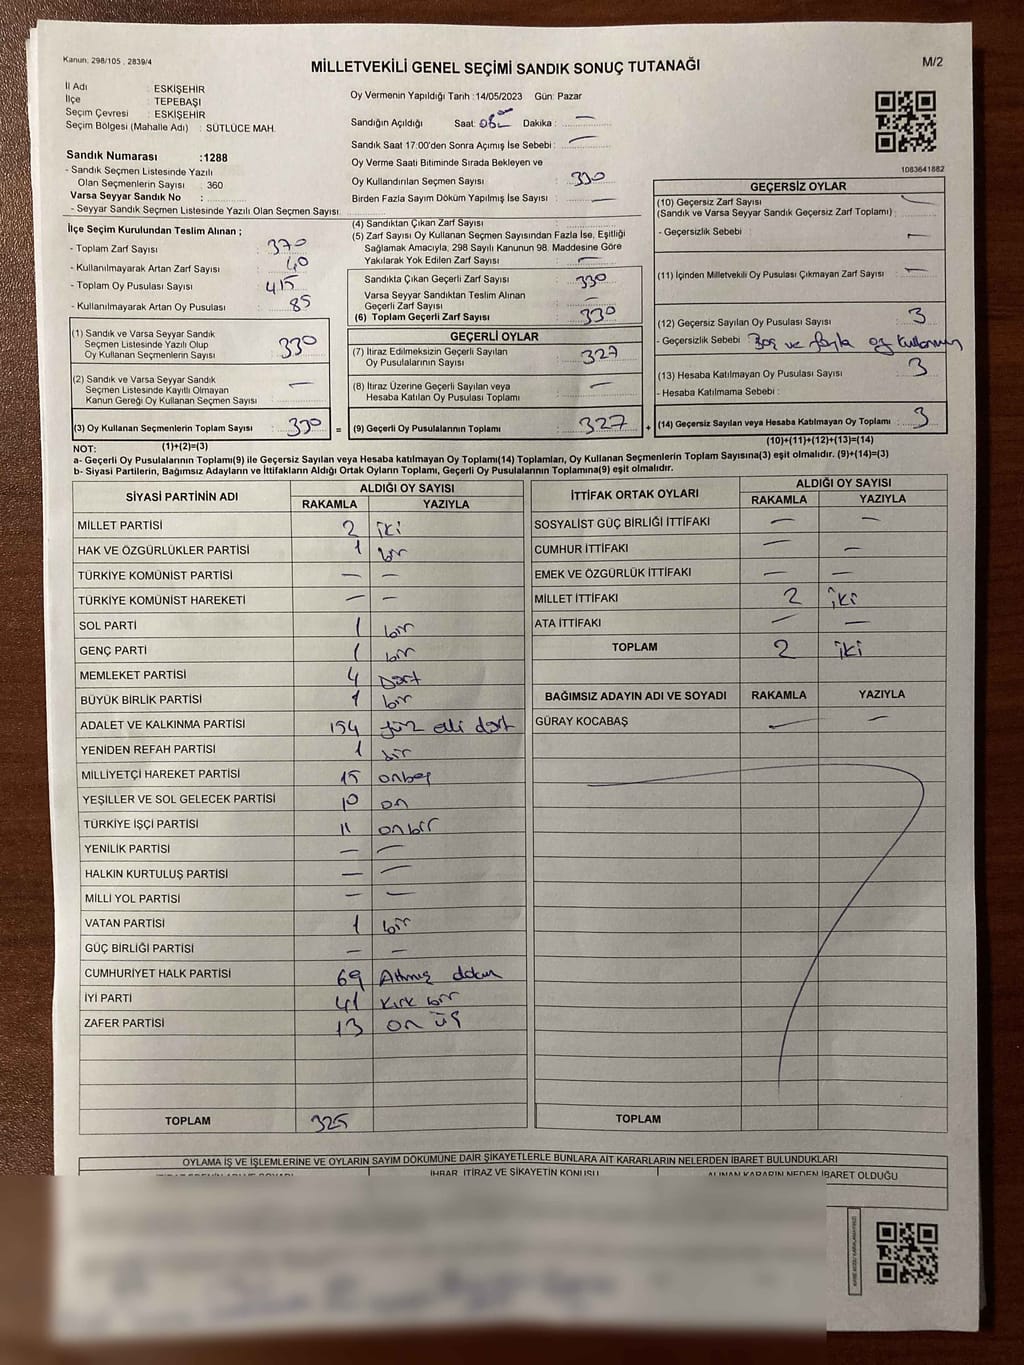 Kanun. 298/105 , 2839/4
MİLLETVEKİLİ GENEL SEÇİMİ SANDIK SONUÇ TUTANAĞI
M/2
İl Adı : ESKİŞEHİR
İlçe : TEPEBAŞI
Seçim Çevresi : ESKİŞEHİR
Seçim Bölgesi (Mahalle Adı) : SÜTLÜCE MAH.
Sandık Numarası :1288
- Sandık Seçmen Listesinde Yazılı
Olan Seçmenlerin Sayısı : 360
Varsa Seyyar Sandık No :
- Seyyar Sandık Seçmen Listesinde Yazılı Olan Seçmen Sayısı:
Oy Vermenin Yapıldığı Tarih :14/05/2023 Gün: Pazar
Sandığın Açıldığı Saat: Dakika : —
Sandık Saat 17:00'den Sonra Açımış İse Sebebi : —
Oy Verme Saati Bitiminde Sırada Bekleyen ve
Oy Kullandırılan Seçmen Sayısı : 330
Birden Fazla Sayım Döküm Yapılmış İse Sayısı : —
1083641882
İlçe Seçim Kurulundan Teslim Alınan ;
- Toplam Zarf Sayısı : 370
- Kullanılmayarak Artan Zarf Sayısı : 40
- Toplam Oy Pusulası Sayısı : 415
- Kullanılmayarak Artan Oy Pusulası : 85
(1) Sandık ve Varsa Seyyar Sandık
Seçmen Listesinde Yazılı Olup
Oy Kullanan Seçmenlerin Sayısı : 330
(2) Sandık ve Varsa Seyyar Sandık
Seçmen Listesinde Kayıtlı Olmayan
Kanun Gereği Oy Kullanan Seçmen Sayısı : —
(3) Oy Kullanan Seçmenlerin Toplam Sayısı : 330 =
(4) Sandıktan Çıkan Zarf Sayısı :
(5) Zarf Sayısı Oy Kullanan Seçmen Sayısından Fazla İse, Eşitliği
Sağlamak Amacıyla, 298 Sayılı Kanunun 98. Maddesine Göre
Yakılarak Yok Edilen Zarf Sayısı : —
Sandıkta Çıkan Geçerli Zarf Sayısı : 330
Varsa Seyyar Sandıktan Teslim Alınan
Geçerli Zarf Sayısı : —
(6) Toplam Geçerli Zarf Sayısı : 330
GEÇERLİ OYLAR
(7) İtiraz Edilmeksizin Geçerli Sayılan
Oy Pusulalarının Sayısı : 327
(8) İtiraz Üzerine Geçerli Sayılan veya
Hesaba Katılan Oy Pusulası Toplamı : —
(9) Geçerli Oy Pusulalarının Toplamı : 327 +
GEÇERSİZ OYLAR
(10) Geçersiz Zarf Sayısı
(Sandık ve Varsa Seyyar Sandık Geçersiz Zarf Toplamı) : —
- Geçersizlik Sebebi : —
(11) İçinden Milletvekili Oy Pusulası Çıkmayan Zarf Sayısı : —
(12) Geçersiz Sayılan Oy Pusulası Sayısı : 3
- Geçersizlik Sebebi : Boş ve fazla oy kullanımı
(13) Hesaba Katılmayan Oy Pusulası Sayısı : 3
- Hesaba Katılmama Sebebi :
(14) Geçersiz Sayılan veya Hesaba Katılmayan Oy Toplamı : 3
NOT: (1)+(2)=(3)
(10)+(11)+(12)+(13)=(14)
a- Geçerli Oy Pusulalarının Toplamı(9) ile Geçersiz Sayılan veya Hesaba katılmayan Oy Toplamı(14) Toplamları, Oy Kullanan Seçmenlerin Toplam Sayısına(3) eşit olmalıdır. (9)+(14)=(3)
b- Siyasi Partilerin, Bağımsız Adayların ve İttifakların Aldığı Ortak Oyların Toplamı, Geçerli Oy Pusulalarının Toplamına(9) eşit olmalıdır.
SİYASİ PARTİNİN ADI ALDIĞI OY SAYISI
RAKAMLA YAZIYLA
MİLLET PARTİSİ 2 iki
HAK VE ÖZGÜRLÜKLER PARTİSİ 1 bir
TÜRKİYE KOMÜNİST PARTİSİ — —
TÜRKİYE KOMÜNİST HAREKETİ — —
SOL PARTİ 1 bir
GENÇ PARTİ 1 bir
MEMLEKET PARTİSİ 4 Dört
BÜYÜK BİRLİK PARTİSİ 1 bir
ADALET VE KALKINMA PARTİSİ 154 yüz elli dört
YENİDEN REFAH PARTİSİ 1 bir
MİLLİYETÇİ HAREKET PARTİSİ 15 onbeş
YEŞİLLER VE SOL GELECEK PARTİSİ 10 on
TÜRKİYE İŞÇİ PARTİSİ 11 onbir
YENİLİK PARTİSİ — —
HALKIN KURTULUŞ PARTİSİ — —
MİLLİ YOL PARTİSİ — —
VATAN PARTİSİ 1 bir
GÜÇ BİRLİĞİ PARTİSİ — —
CUMHURİYET HALK PARTİSİ 69 Altmış dokuz
İYİ PARTİ 41 Kırk bir
ZAFER PARTİSİ 13 on üç
TOPLAM 325
İTTİFAK ORTAK OYLARI ALDIĞI OY SAYISI
RAKAMLA YAZIYLA
SOSYALİST GÜÇ BİRLİĞİ İTTİFAKI — —
CUMHUR İTTİFAKI — —
EMEK VE ÖZGÜRLÜK İTTİFAKI — —
MİLLET İTTİFAKI 2 iki
ATA İTTİFAKI — —
TOPLAM 2 iki
BAĞIMSIZ ADAYIN ADI VE SOYADI RAKAMLA YAZIYLA
GÜRAY KOCABAŞ — —
TOPLAM
OYLAMA İŞ VE İŞLEMLERİNE VE OYLARIN SAYIM DÖKÜMÜNE DAİR ŞİKAYETLERLE BUNLARA AİT KARARLARIN NELERDEN İBARET BULUNDUKLARI
İHBAR, İTİRAZ VE ŞİKAYETİN KONUSU
ALINAN KARARIN NEDEN İBARET OLDUĞU